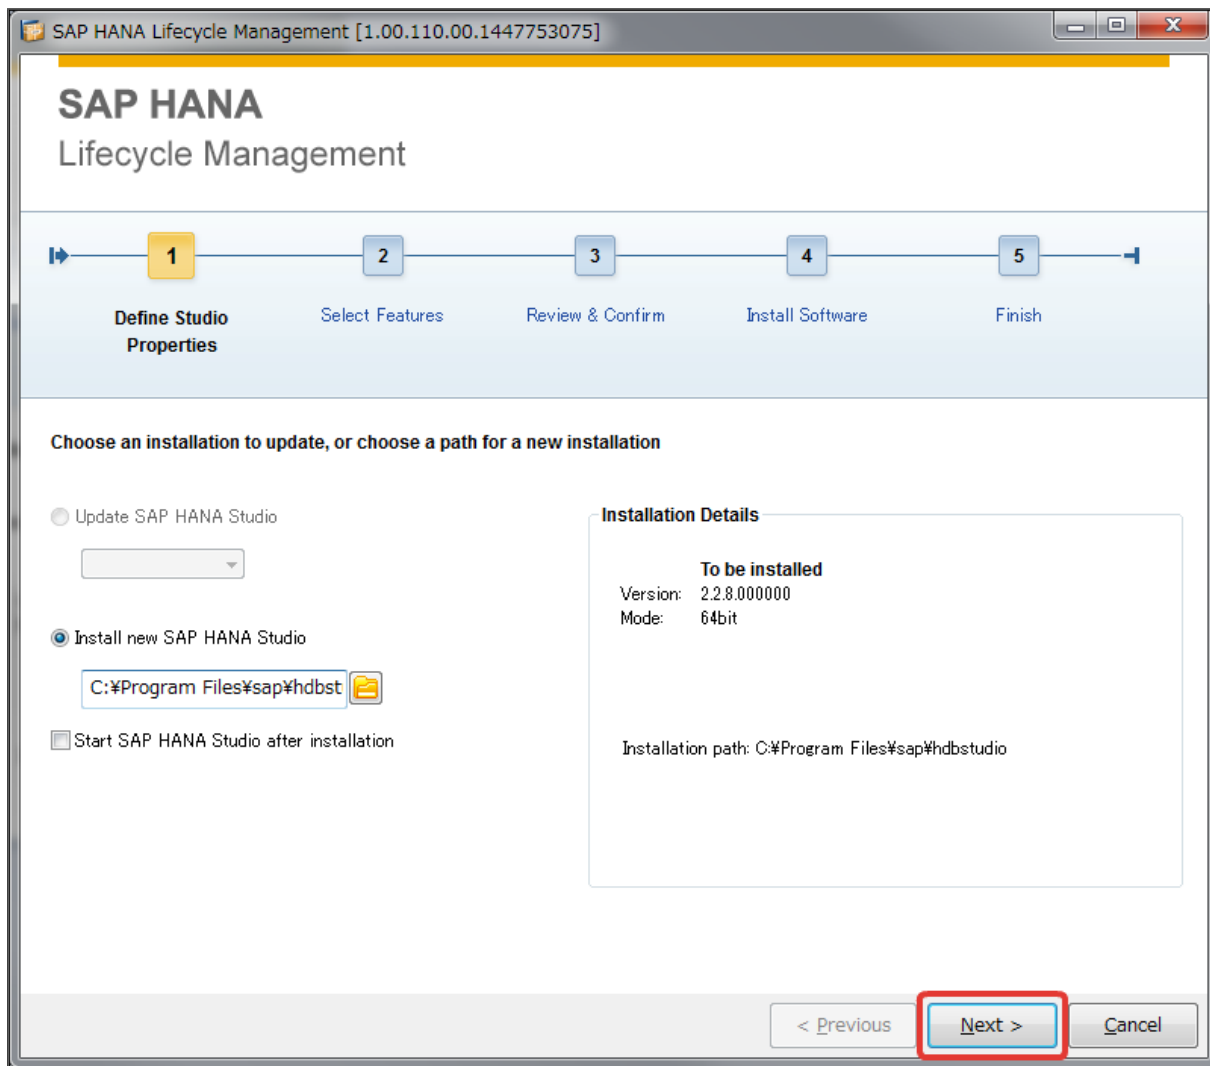 SAP HANA Lifecycle Management [1.00.110.00.1447753075]
SAP HANA
Lifecycle Management
1
2
3
4
5
Define Studio
Properties
Select Features
Review & Confirm
Install Software
Finish
Choose an installation to update, or choose a path for a new installation
Update SAP HANA Studio
Install new SAP HANA Studio
C:¥Program Files¥sap¥hdbst
Start SAP HANA Studio after installation
Installation Details
To be installed
Version: 2.2.8.000000
Mode: 64bit
Installation path: C:¥Program Files¥sap¥hdbstudio
< Previous
Next >
Cancel